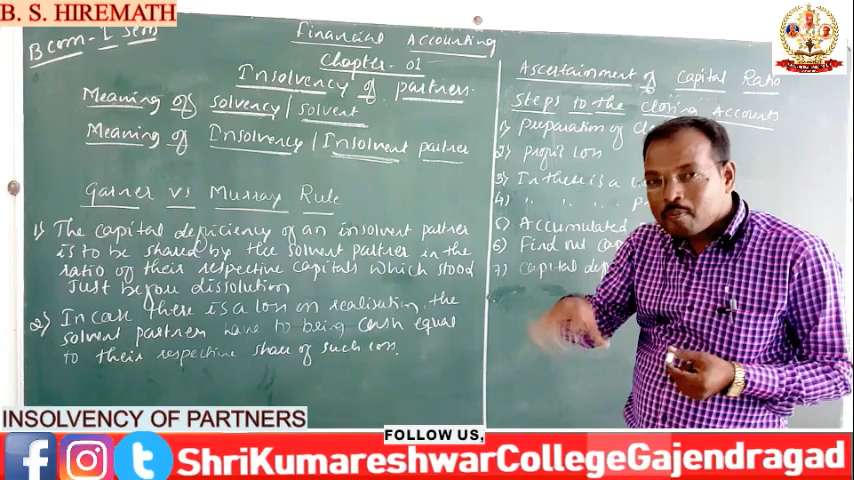 B. S. HIREMATH
B com - I Sem
Financial Accounting
Chapter - 01
Insolvency of partners.
Meaning of solvency / solvent
Meaning of Insolvency / Insolvent partner
Garner vs Murray Rule
1) The capital deficiency of an insolvent partner
is to be shared by the solvent partner in the
ratio of their respective capitals which stood
Just before dissolution
2) In case there is a loss on realisation, the
solvent partners have to bring cash equal
to their respective share of such loss.
Ascertainment of Capital Ratio
Steps to the Closing Accounts
1) preparation of
2) profit loss
3) In there is a
4) " " " "
5) Accumulated
6) Find out cap
7) capital def
INSOLVENCY OF PARTNERS
FOLLOW US,
ShriKumareshwarCollegeGajendragad